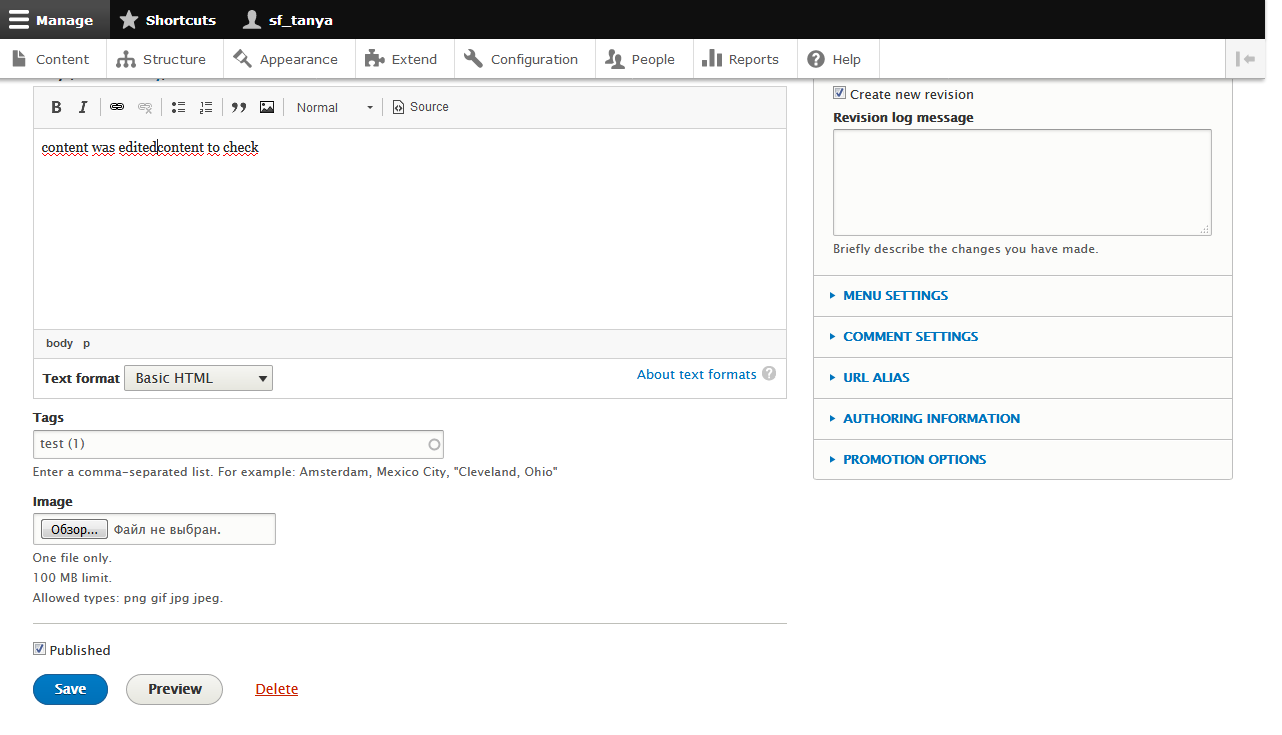 Manage Shortcuts sf_tanya
Content Structure Appearance Extend Configuration People Reports Help
B I Normal Source
content was editedcontent to check
body p
Text format Basic HTML About text formats ?
Tags
test (1)
Enter a comma-separated list. For example: Amsterdam, Mexico City, "Cleveland, Ohio"
Image
Обзор... Файл не выбран.
One file only.
100 MB limit.
Allowed types: png gif jpg jpeg.
Published
Save Preview Delete
Create new revision
Revision log message
Briefly describe the changes you have made.
MENU SETTINGS
COMMENT SETTINGS
URL ALIAS
AUTHORING INFORMATION
PROMOTION OPTIONS